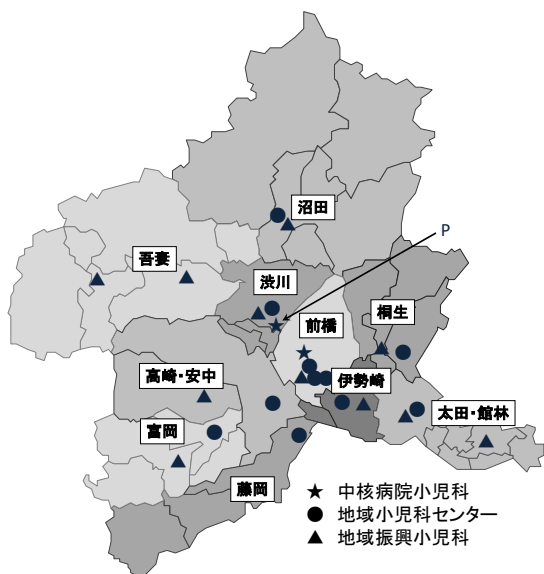 沼田
P
吾妻
渋川
桐生
前橋
高崎・安中
伊勢崎
太田・館林
富岡
藤岡
中核病院小児科
地域小児科センター
地域振興小児科